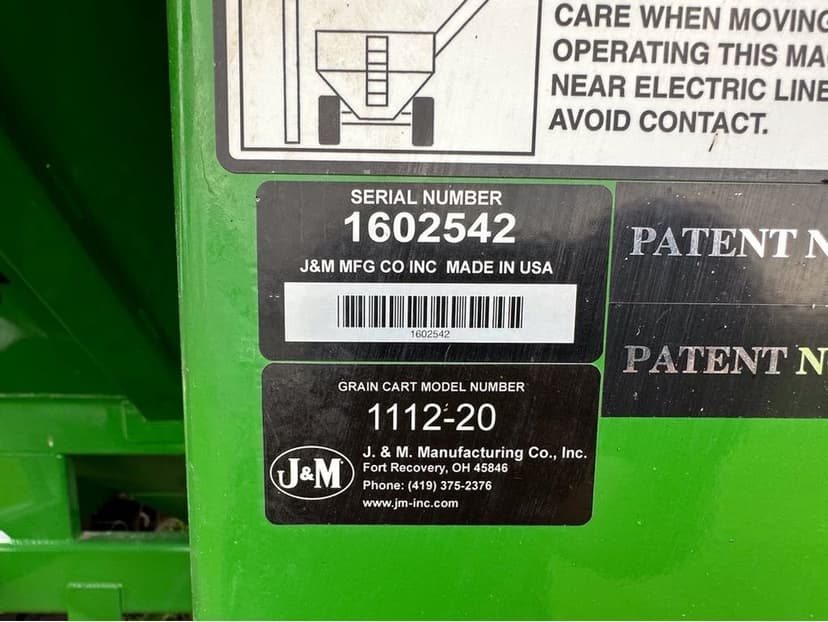 CARE WHEN MOVING
OPERATING THIS MA
NEAR ELECTRIC LINE
AVOID CONTACT.
SERIAL NUMBER
1602542
J&M MFG CO INC MADE IN USA
1602542
PATENT N
PATENT N
GRAIN CART MODEL NUMBER
1112-20
J&M
J. & M. Manufacturing Co., Inc.
Fort Recovery, OH 45846
Phone: (419) 375-2376
www.jm-inc.com